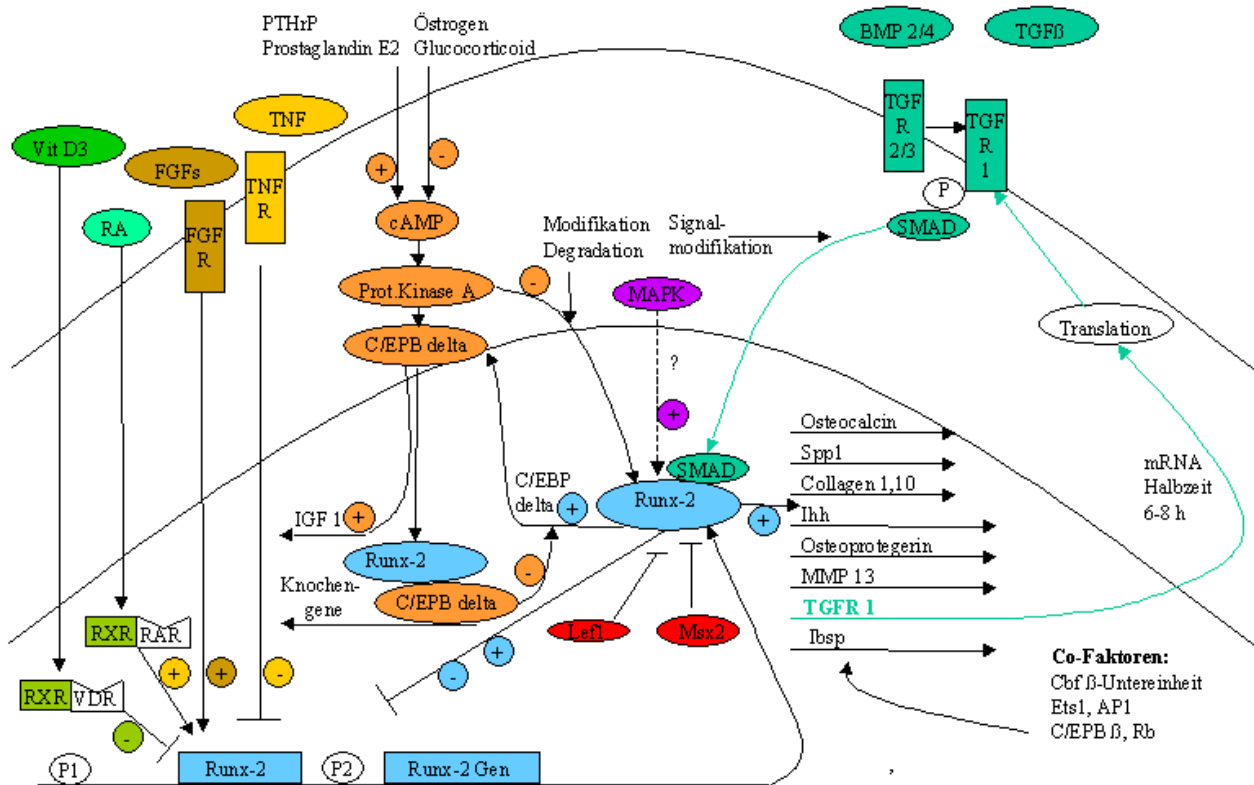 PTHrP
Prostaglandin E2
Östrogen
Glucocorticoid
BMP 2/4
TGFß
TNF
Vit D3
FGFs
TNF
R
RA
FGF
R
+
-
cAMP
Prot.Kinase A
C/EPB delta
Modifikation
Degradation
-
MAPK
?
+
Signal-
modifikation
TGF
R
2/3
TGF
R
1
P
SMAD
Translation
mRNA
Halbzeit
6-8 h
SMAD
Runx-2
+
C/EBP
delta
+
IGF 1
+
Runx-2
C/EPB delta
-
Knochen-
gene
Lef1
Msx2
+
-
Osteocalcin
Spp1
Collagen 1,10
Ihh
Osteoprotegerin
MMP 13
TGFR 1
Ibsp
Co-Faktoren:
Cbf ß-Untereinheit
Ets1, AP1
C/EPB ß, Rb
RXR
RAR
+
+
-
RXR
VDR
-
P1
Runx-2
P2
Runx-2 Gen
,